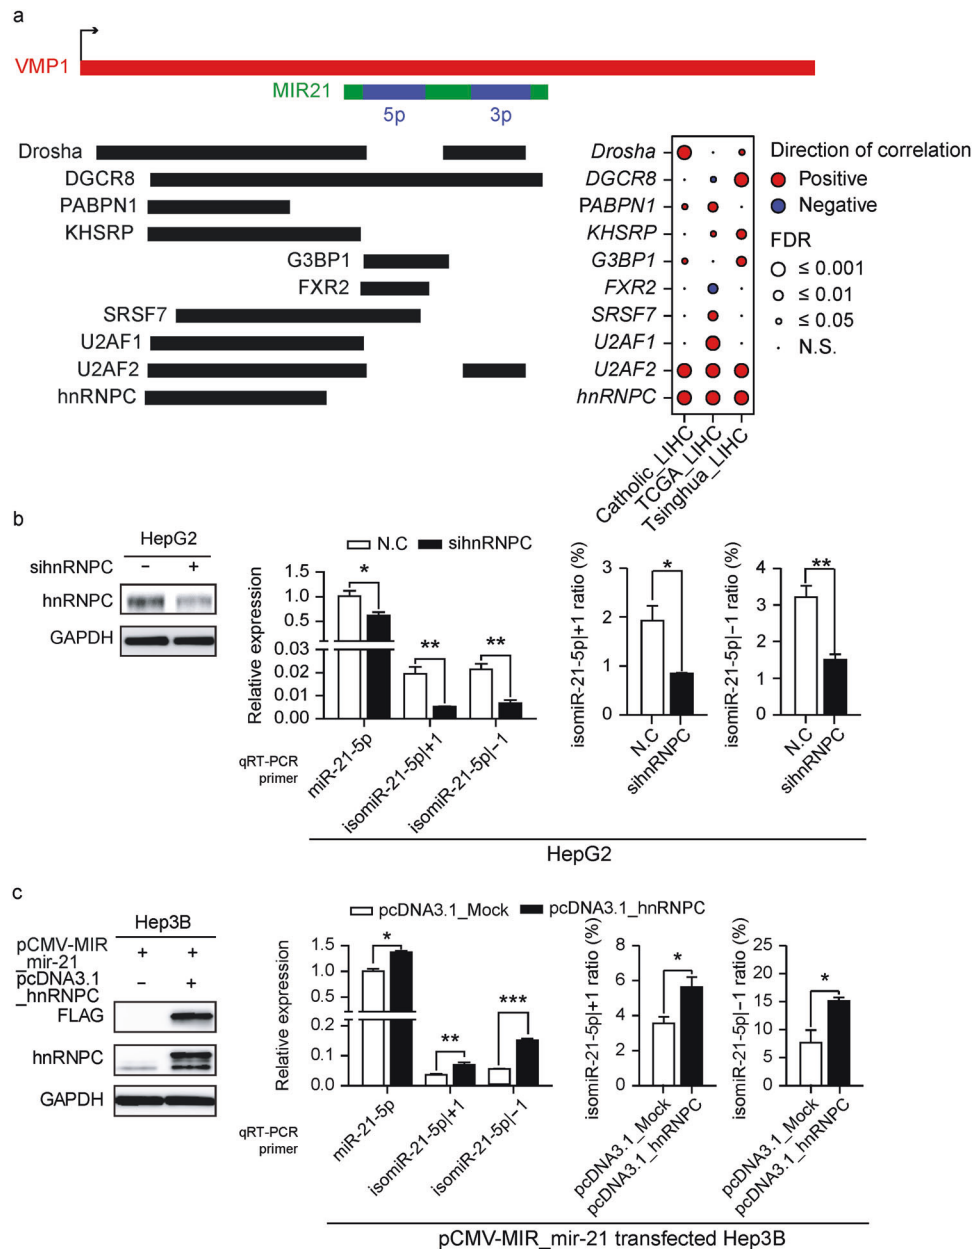 a
VMP1
MIR21
5p 3p
Drosha
DGCR8
PABPN1
KHSRP
G3BP1
FXR2
SRSF7
U2AF1
U2AF2
hnRNPC
Drosha
DGCR8
PABPN1
KHSRP
G3BP1
FXR2
SRSF7
U2AF1
U2AF2
hnRNPC
Catholic_LIHC
TCGA_LIHC
Tsinghua_LIHC
Direction of correlation
Positive
Negative
FDR
≤ 0.001
≤ 0.01
≤ 0.05
N.S.
b
HepG2
sihnRNPC − +
hnRNPC
GAPDH
N.C sihnRNPC
Relative expression
1.5
1.0
0.5
0.03
0.02
0.01
0.00
*
**
**
qRT-PCR
primer
miR-21-5p
isomiR-21-5p|+1
isomiR-21-5p|−1
isomiR-21-5p|+1 ratio (%)
3
2
1
0
*
N.C
sihnRNPC
isomiR-21-5p|−1 ratio (%)
4
3
2
1
0
**
N.C
sihnRNPC
HepG2
c
Hep3B
pCMV-MIR
_mir-21 + +
pcDNA3.1
_hnRNPC − +
FLAG
hnRNPC
GAPDH
pcDNA3.1_Mock pcDNA3.1_hnRNPC
Relative expression
1.5
1.0
0.5
0.2
0.1
0.0
*
**
***
qRT-PCR
primer
miR-21-5p
isomiR-21-5p|+1
isomiR-21-5p|−1
isomiR-21-5p|+1 ratio (%)
8
6
4
2
0
*
pcDNA3.1_Mock
pcDNA3.1_hnRNPC
isomiR-21-5p|−1 ratio (%)
25
20
15
10
5
0
*
pcDNA3.1_Mock
pcDNA3.1_hnRNPC
pCMV-MIR_mir-21 transfected Hep3B